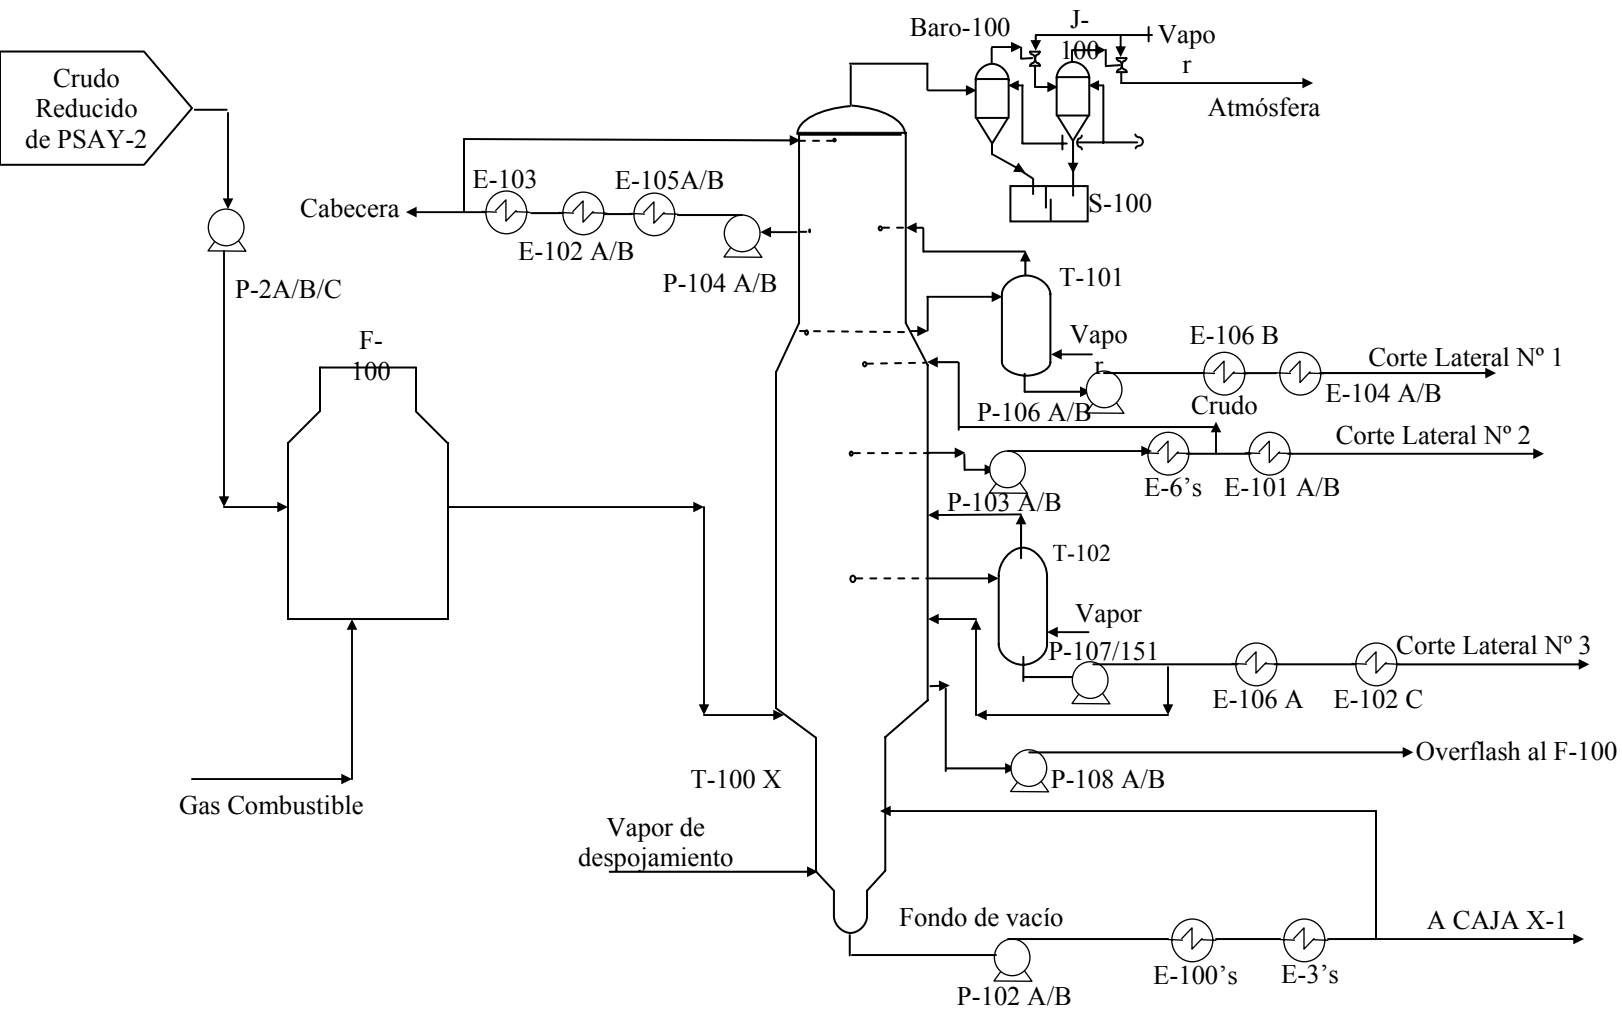 Baro-100
J-
100
Vapo
r
Atmósfera
S-100
Crudo
Reducido
de PSAY-2
E-103
E-105A/B
Cabecera
E-102 A/B
P-104 A/B
T-101
P-2A/B/C
Vapo
r
E-106 B
Corte Lateral Nº 1
F-
100
P-106 A/B
Crudo
E-104 A/B
Corte Lateral Nº 2
E-6’s
E-101 A/B
P-103 A/B
T-102
Vapor
P-107/151
Corte Lateral Nº 3
E-106 A
E-102 C
Overflash al F-100
T-100 X
P-108 A/B
Gas Combustible
Vapor de
despojamiento
Fondo de vacío
A CAJA X-1
E-100’s
E-3’s
P-102 A/B